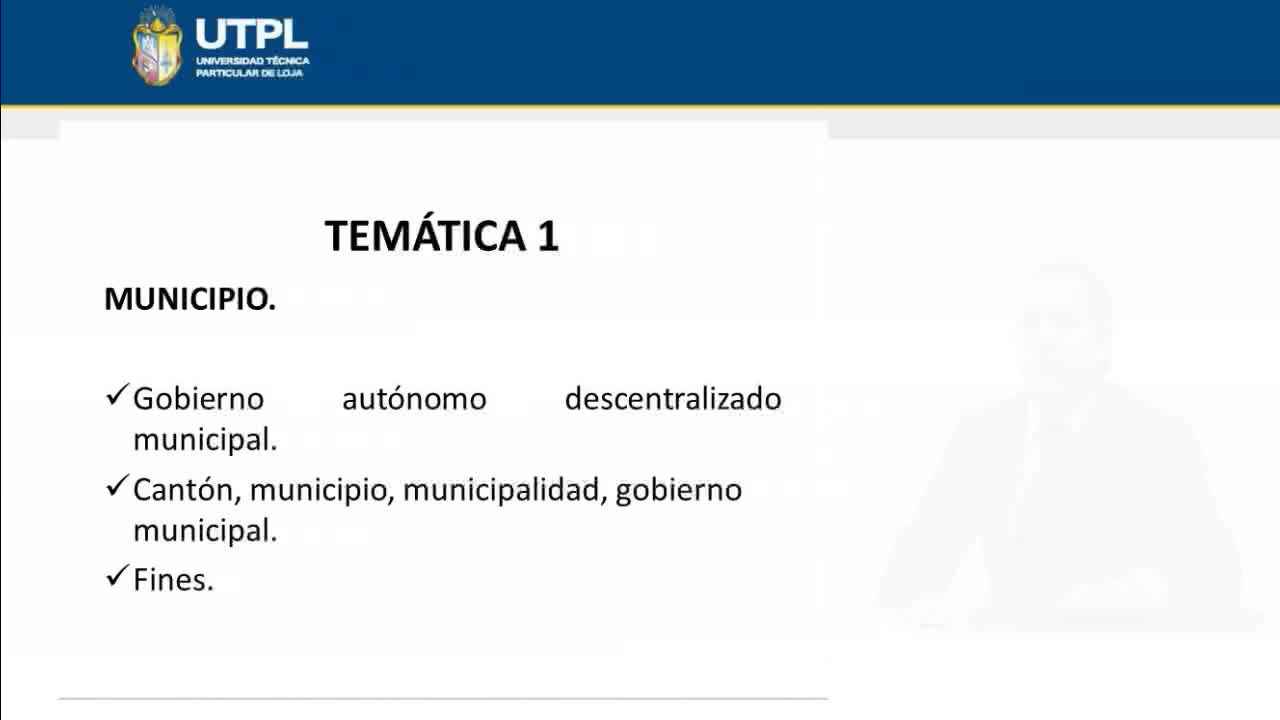 UTPL
UNIVERSIDAD TÉCNICA
PARTICULAR DE LOJA
TEMÁTICA 1
MUNICIPIO.
✓Gobierno autónomo descentralizado
municipal.
✓Cantón, municipio, municipalidad, gobierno
municipal.
✓Fines.